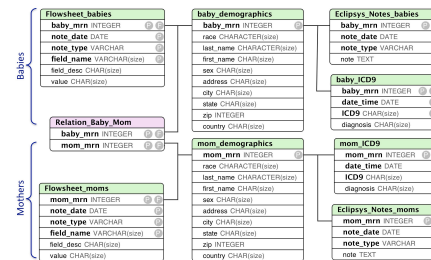 Babies
Flowsheet_babies
baby_mrn INTEGER P F
note_date DATE P
note_type VARCHAR P
field_name VARCHAR(size) P
field_desc CHAR(size)
value CHAR(size)
baby_demographics
baby_mrn INTEGER P
race CHARACTER(size)
last_name CHARACTER(size)
first_name CHAR(size)
sex CHAR(size)
address CHAR(size)
city CHAR(size)
state CHAR(size)
zip INTEGER
country CHAR(size)
Eclipsys_Notes_babies
baby_mrn INTEGER P
note_date DATE
note_type VARCHAR
note TEXT
baby_ICD9
baby_mrn INTEGER P
date_time DATE
ICD9 CHAR(size)
diagnosis CHAR(size)
Relation_Baby_Mom
baby_mrn INTEGER P F
mom_mrn INTEGER P F
Mothers
Flowsheet_moms
mom_mrn INTEGER P F
note_date DATE P
note_type VARCHAR P
field_name VARCHAR(size) P
field_desc CHAR(size)
value CHAR(size)
mom_demographics
mom_mrn INTEGER P
race CHARACTER(size)
last_name CHARACTER(size)
first_name CHAR(size)
sex CHAR(size)
address CHAR(size)
city CHAR(size)
state CHAR(size)
zip INTEGER
country CHAR(size)
mom_ICD9
mom_mrn INTEGER P
date_time DATE
ICD9 CHAR(size)
diagnosis CHAR(size)
Eclipsys_Notes_moms
mom_mrn INTEGER P
note_date DATE
note_type VARCHAR
note TEXT